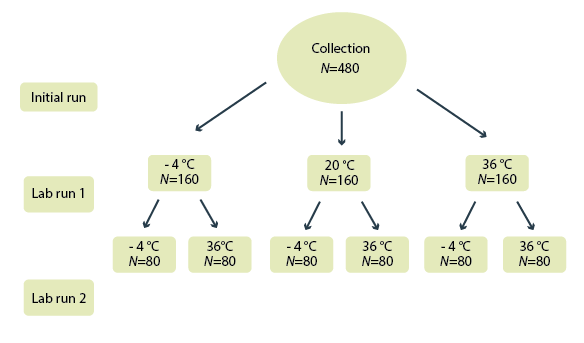 Collection
N=480
Initial run
- 4 °C
N=160
20 °C
N=160
36 °C
N=160
Lab run 1
- 4 °C
N=80
36°C
N=80
- 4 °C
N=80
36 °C
N=80
- 4 °C
N=80
36 °C
N=80
Lab run 2